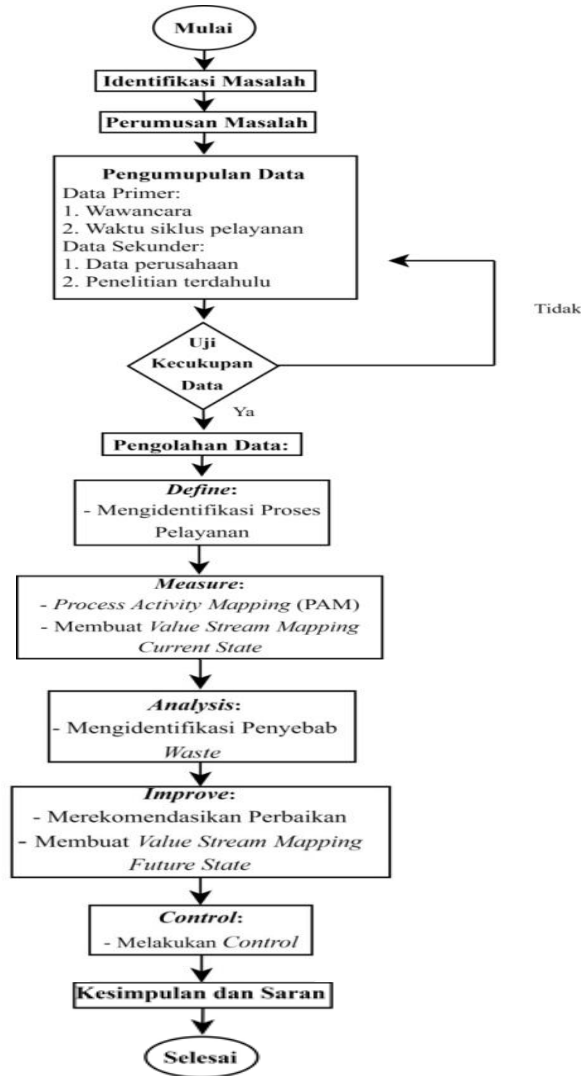 Mulai
Identifikasi Masalah
Perumusan Masalah
Pengumupulan Data
Data Primer:
1. Wawancara
2. Waktu siklus pelayanan
Data Sekunder:
1. Data perusahaan
2. Penelitian terdahulu
Tidak
Uji
Kecukupan
Data
Ya
Pengolahan Data:
Define:
- Mengidentifikasi Proses
Pelayanan
Measure:
- Process Activity Mapping (PAM)
- Membuat Value Stream Mapping
Current State
Analysis:
- Mengidentifikasi Penyebab
Waste
Improve:
- Merekomendasikan Perbaikan
- Membuat Value Stream Mapping
Future State
Control:
- Melakukan Control
Kesimpulan dan Saran
Selesai